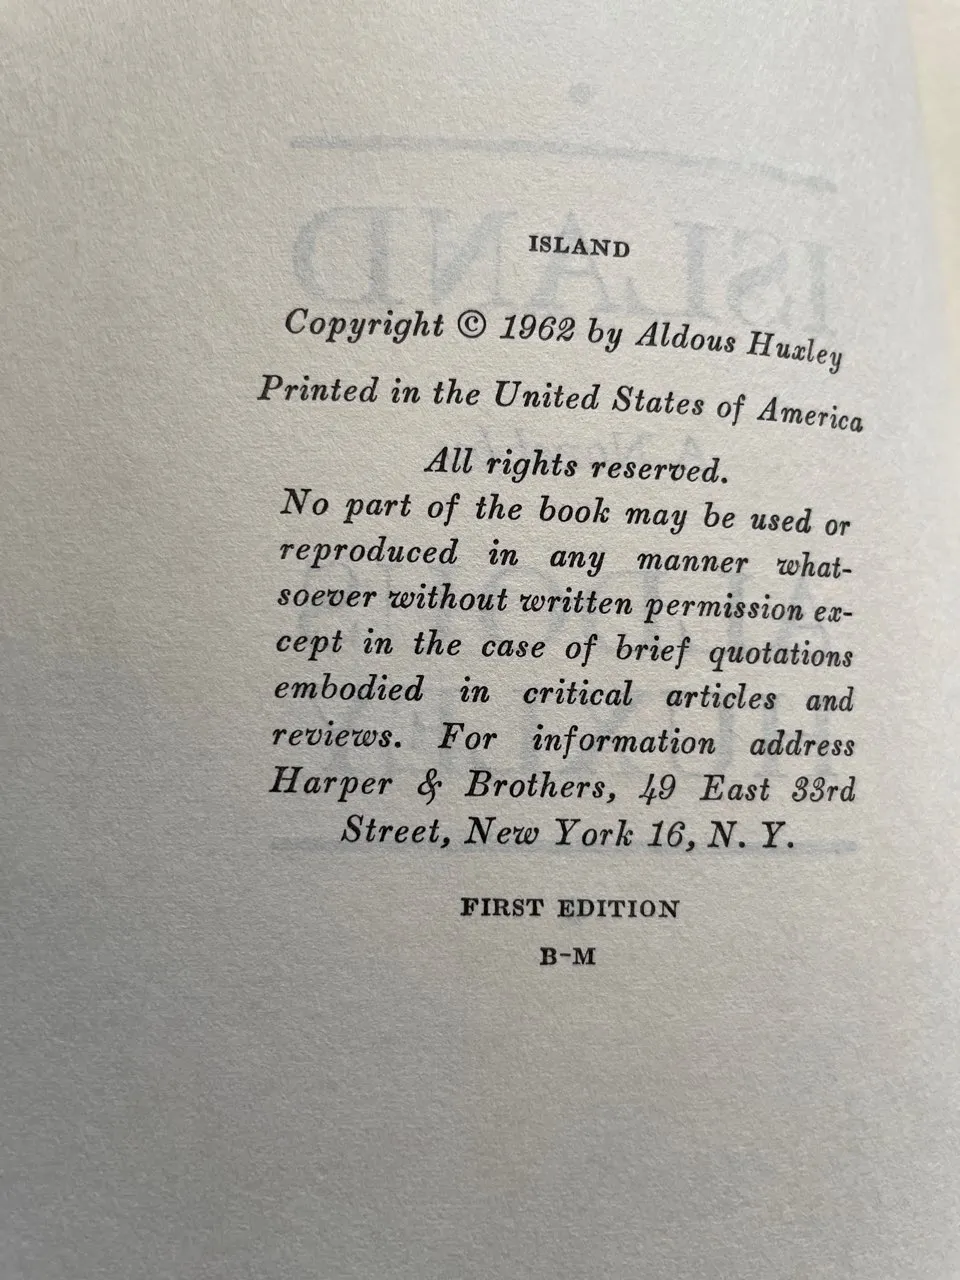 ISLAND
Copyright © 1962 by Aldous Huxley
Printed in the United States of America
All rights reserved.
No part of the book may be used or
reproduced in any manner what-
soever without written permission ex-
cept in the case of brief quotations
embodied in critical articles and
reviews. For information address
Harper & Brothers, 49 East 33rd
Street, New York 16, N. Y.
FIRST EDITION
B-M